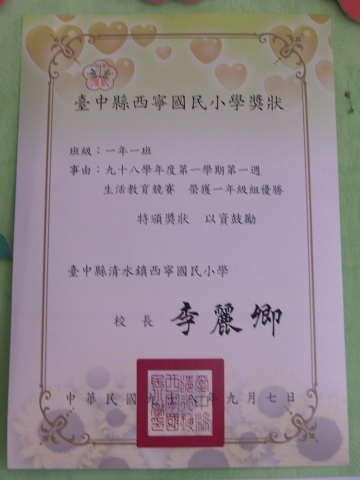 臺中縣西寧國民小學獎狀
班級：一年一班
事由：九十八學年度第一學期第一週
生活教育競賽　榮獲一年級組優勝
特頒獎狀　以資鼓勵
臺中縣清水鎮西寧國民小學
校長　李麗卿
中華民國九十八年九月七日